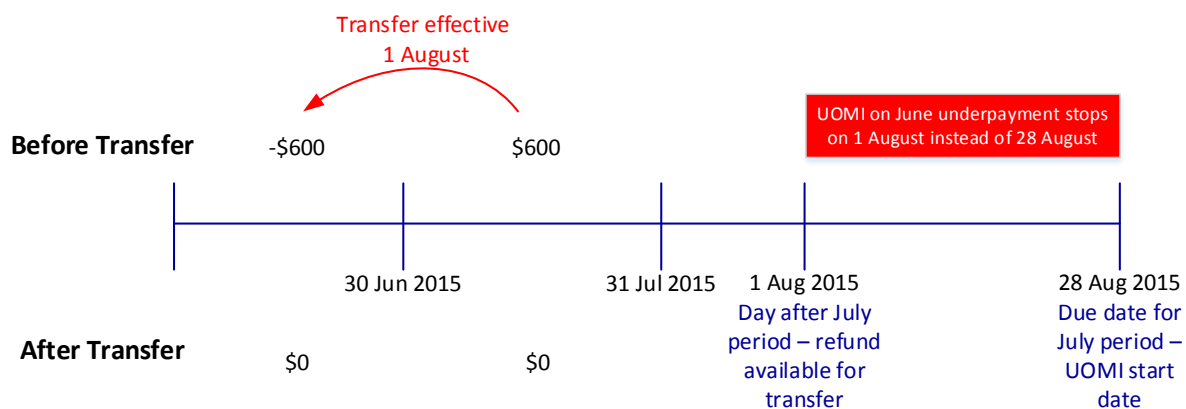 Transfer effective
1 August
UOMI on June underpayment stops
on 1 August instead of 28 August
Before Transfer
-$600
$600
30 Jun 2015
31 Jul 2015
1 Aug 2015
28 Aug 2015
Day after July
period – refund
available for
transfer
Due date for
July period –
UOMI start
date
After Transfer
$0
$0